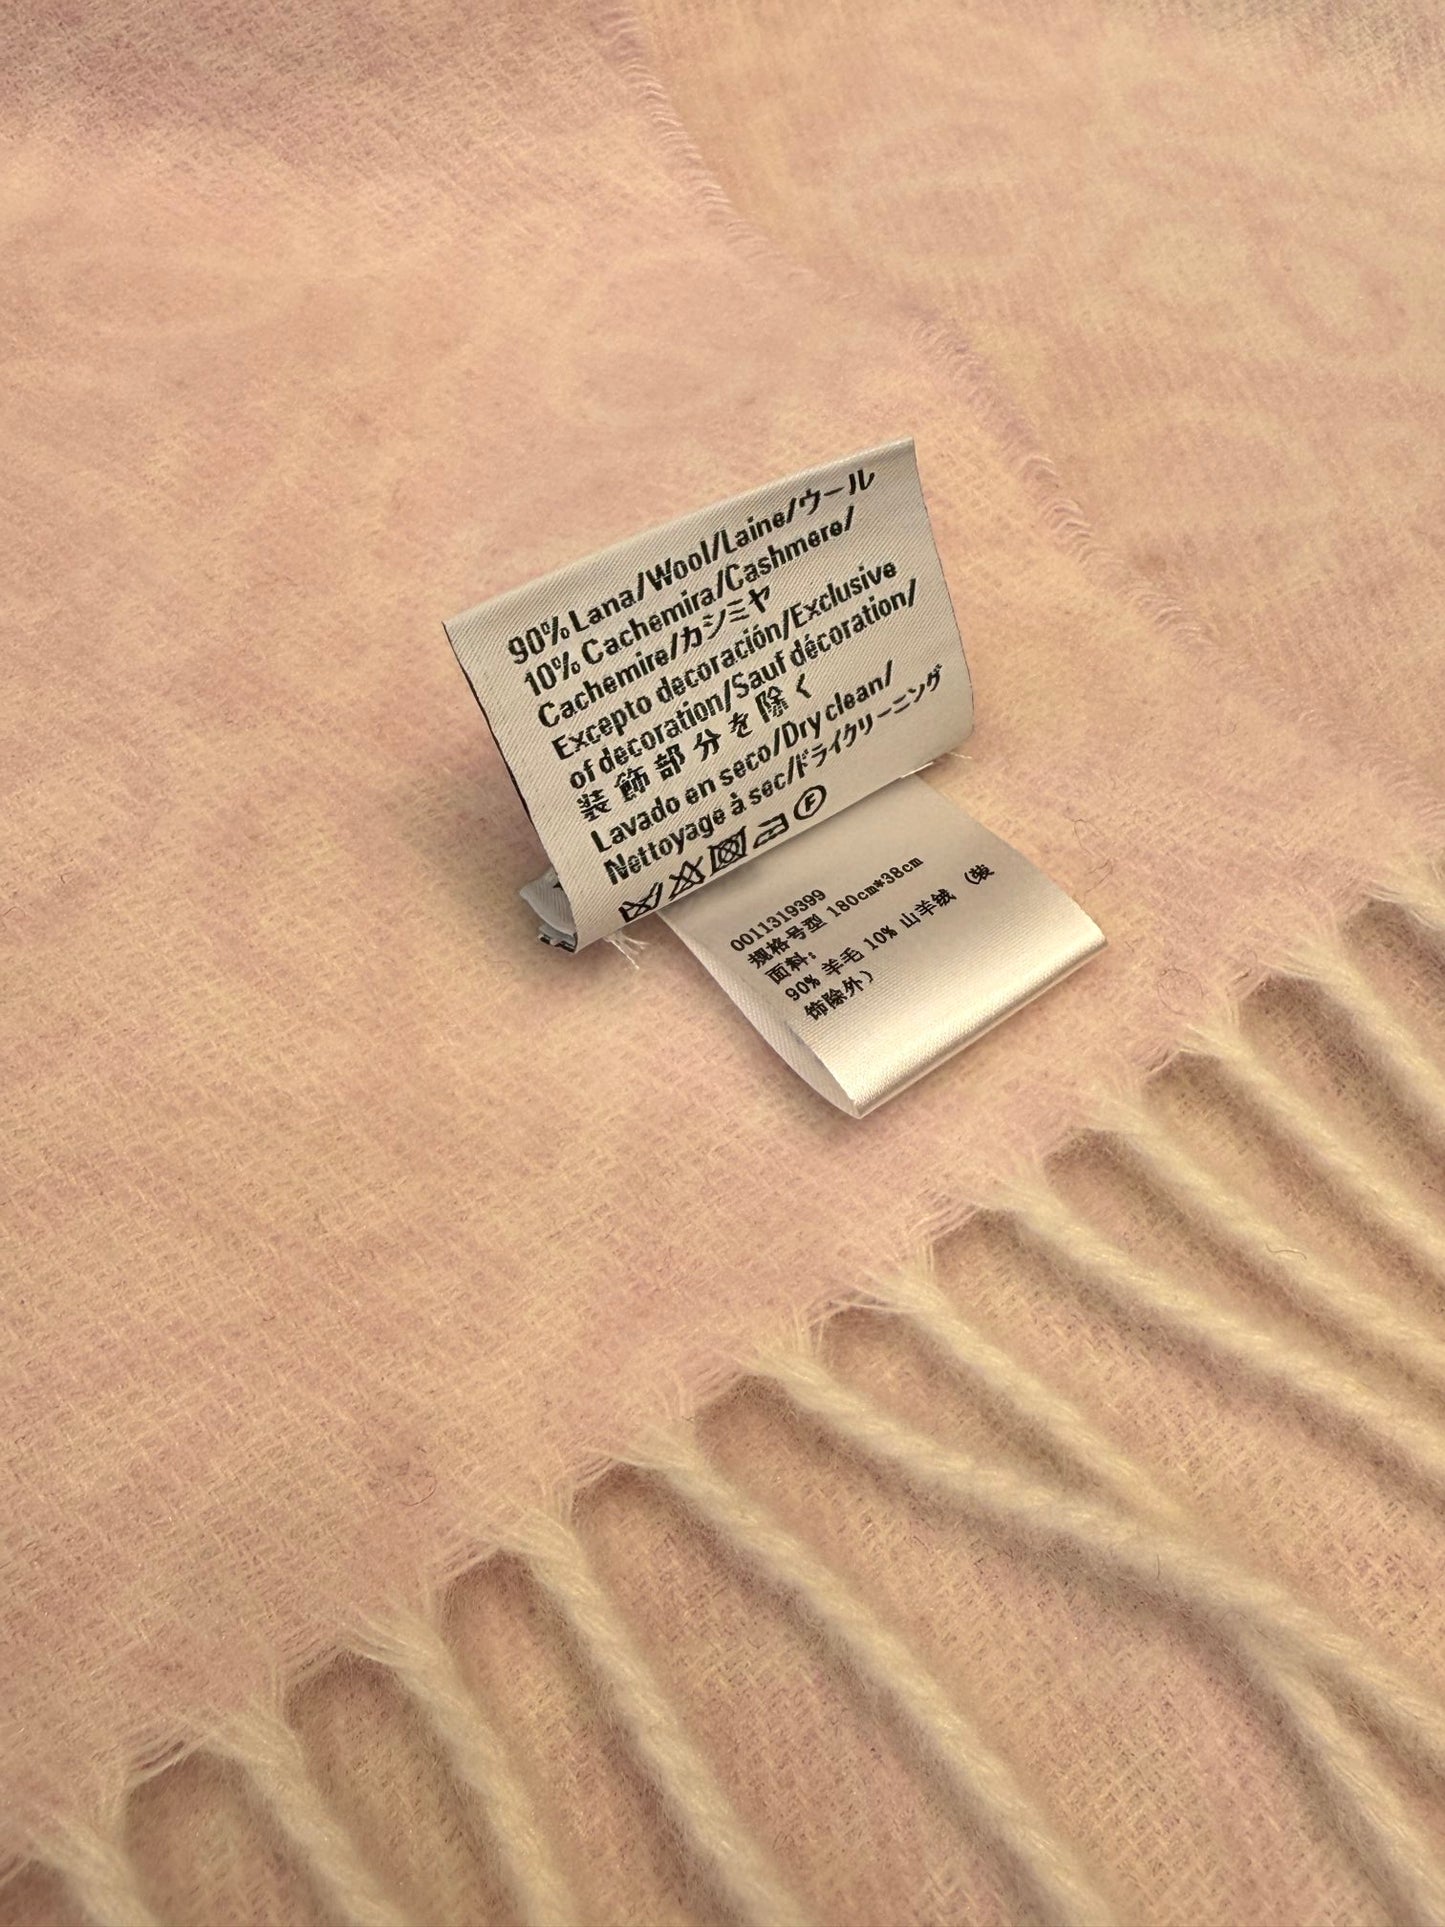 90% Lana/Wool/Laine/ウール
10% Cachemira/Cashmere/
Cachemire/カシミヤ
Excepto decoración/Exclusive
of decoration/Sauf décoration/
装飾部分を除く
Lavado en seco/Dry clean/
Nettoyage à sec/ドライクリーニング
F
0011319399
规格号型 180cm*38cm
面料:
90% 羊毛 10% 山羊绒 (装
饰除外)